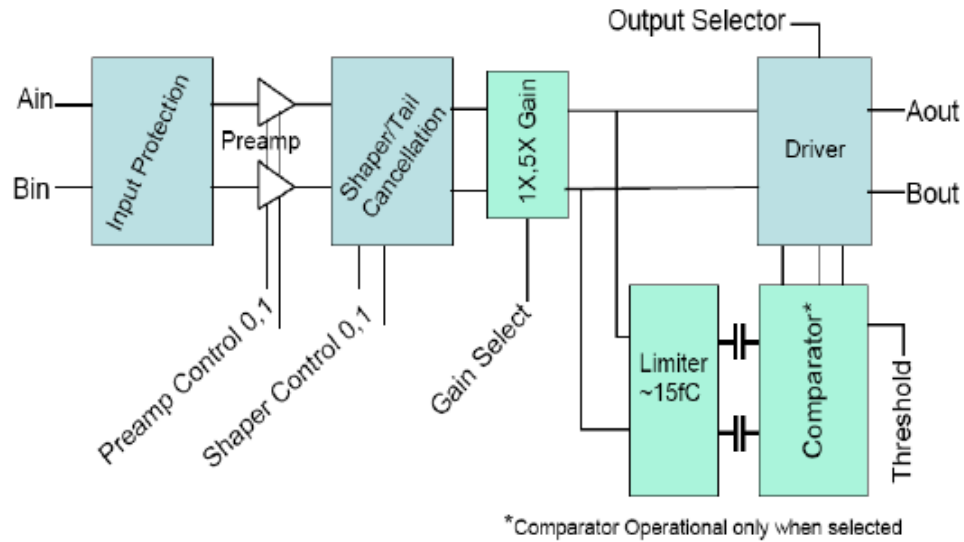 Output Selector
Ain
Bin
Input Protection
Preamp
Shaper/Tail
Cancellation
1X,5X Gain
Driver
Aout
Bout
Preamp Control 0,1
Shaper Control 0,1
Gain Select
Limiter
~15fC
Comparator*
Threshold
*Comparator Operational only when selected